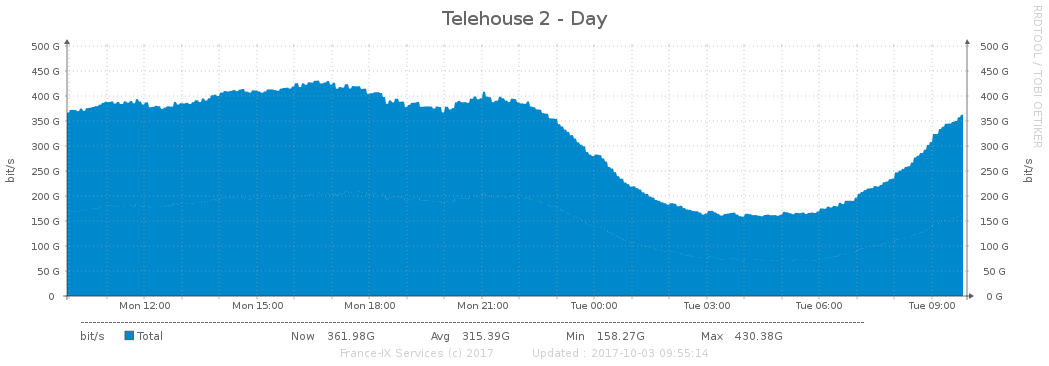 Telehouse 2 - Day
RRDTOOL / TOBI OETIKER
bit/s
500 G 500 G
450 G 450 G
400 G 400 G
350 G 350 G
300 G 300 G
250 G 250 G
200 G 200 G
150 G 150 G
100 G 100 G
50 G 50 G
0 0 G
bit/s
Mon 12:00 Mon 15:00 Mon 18:00 Mon 21:00 Tue 00:00 Tue 03:00 Tue 06:00 Tue 09:00
bit/s Total Now 361.98G Avg 315.39G Min 158.27G Max 430.38G
France-IX Services (c) 2017 Updated : 2017-10-03 09:55:14